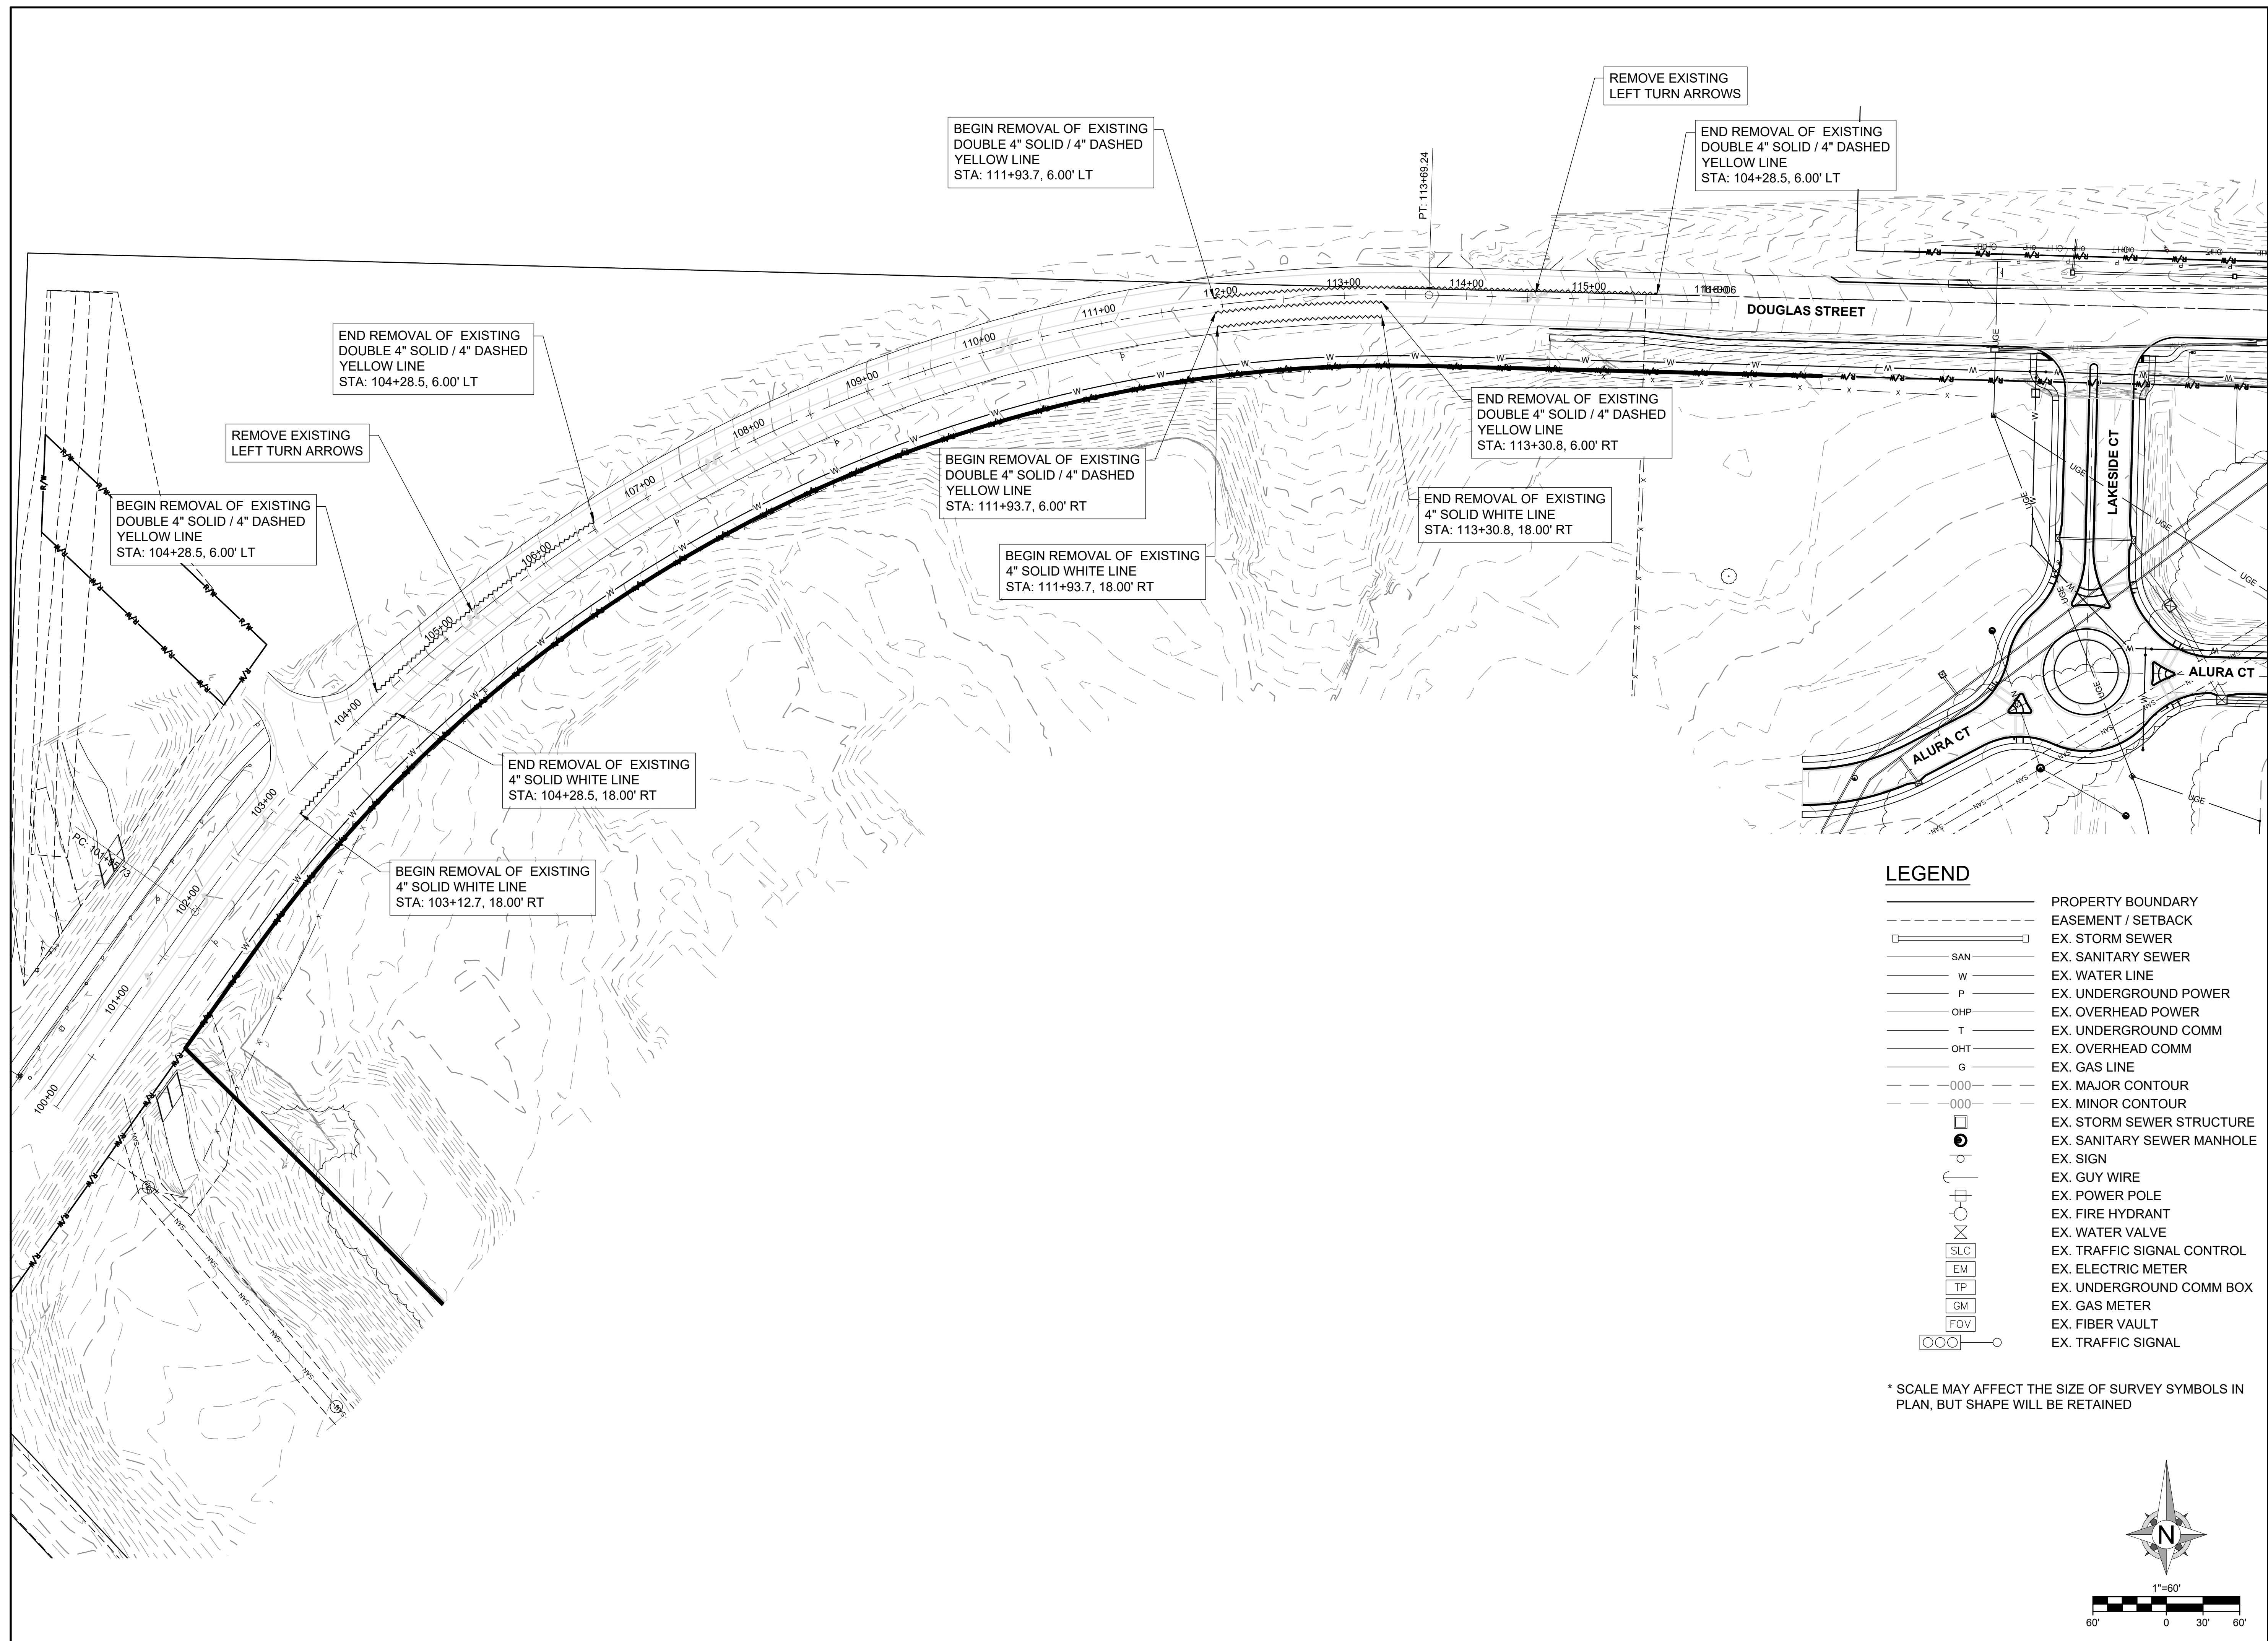 REMOVE EXISTING
LEFT TURN ARROWS
BEGIN REMOVAL OF EXISTING
DOUBLE 4" SOLID / 4" DASHED
YELLOW LINE
STA: 111+93.7, 6.00' LT
END REMOVAL OF EXISTING
DOUBLE 4" SOLID / 4" DASHED
YELLOW LINE
STA: 104+28.5, 6.00' LT
PT: 113+69.24
END REMOVAL OF EXISTING
DOUBLE 4" SOLID / 4" DASHED
YELLOW LINE
STA: 104+28.5, 6.00' LT
REMOVE EXISTING
LEFT TURN ARROWS
BEGIN REMOVAL OF EXISTING
DOUBLE 4" SOLID / 4" DASHED
YELLOW LINE
STA: 104+28.5, 6.00' LT
END REMOVAL OF EXISTING
DOUBLE 4" SOLID / 4" DASHED
YELLOW LINE
STA: 113+30.8, 6.00' RT
BEGIN REMOVAL OF EXISTING
DOUBLE 4" SOLID / 4" DASHED
YELLOW LINE
STA: 111+93.7, 6.00' RT
END REMOVAL OF EXISTING
4" SOLID WHITE LINE
STA: 113+30.8, 18.00' RT
BEGIN REMOVAL OF EXISTING
4" SOLID WHITE LINE
STA: 111+93.7, 18.00' RT
END REMOVAL OF EXISTING
4" SOLID WHITE LINE
STA: 104+28.5, 18.00' RT
BEGIN REMOVAL OF EXISTING
4" SOLID WHITE LINE
STA: 103+12.7, 18.00' RT
100+00
101+00
102+00
103+00
104+00
105+00
106+00
107+00
108+00
109+00
110+00
111+00
112+00
113+00
114+00
115+00
DOUGLAS STREET
LAKESIDE CT
ALURA CT
ALURA CT
UGE
UGE
UGE
UGE
UGE
R/W
R/W
R/W
W
W
W
SAN
SAN
SAN
LEGEND
PROPERTY BOUNDARY
EASEMENT / SETBACK
EX. STORM SEWER
SAN EX. SANITARY SEWER
W EX. WATER LINE
P EX. UNDERGROUND POWER
OHP EX. OVERHEAD POWER
T EX. UNDERGROUND COMM
OHT EX. OVERHEAD COMM
G EX. GAS LINE
000 EX. MAJOR CONTOUR
000 EX. MINOR CONTOUR
EX. STORM SEWER STRUCTURE
EX. SANITARY SEWER MANHOLE
EX. SIGN
EX. GUY WIRE
EX. POWER POLE
EX. FIRE HYDRANT
EX. WATER VALVE
SLC EX. TRAFFIC SIGNAL CONTROL
EM EX. ELECTRIC METER
TP EX. UNDERGROUND COMM BOX
GM EX. GAS METER
FOV EX. FIBER VAULT
EX. TRAFFIC SIGNAL
* SCALE MAY AFFECT THE SIZE OF SURVEY SYMBOLS IN
PLAN, BUT SHAPE WILL BE RETAINED
N
1"=60'
60' 0 30' 60'